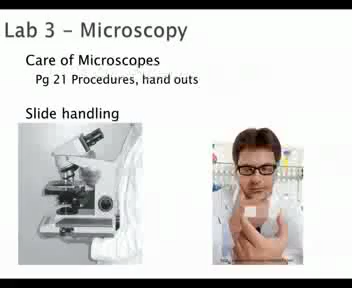 Lab 3 - Microscopy
Care of Microscopes
Pg 21 Procedures, hand outs
Slide handling